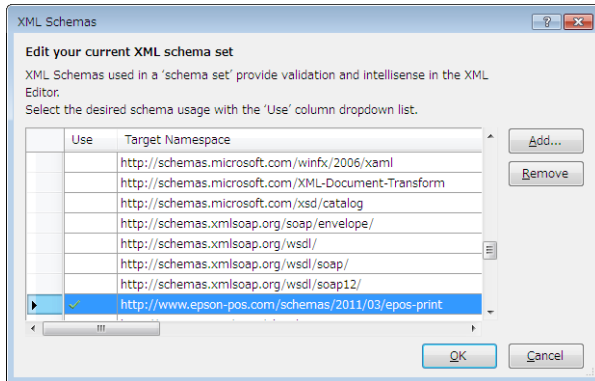 XML Schemas
Edit your current XML schema set
XML Schemas used in a 'schema set' provide validation and intellisense in the XML
Editor.
Select the desired schema usage with the 'Use' column dropdown list.
Use Target Namespace
http://schemas.microsoft.com/winfx/2006/xaml
http://schemas.microsoft.com/XML-Document-Transform
http://schemas.microsoft.com/xsd/catalog
http://schemas.xmlsoap.org/soap/envelope/
http://schemas.xmlsoap.org/wsdl/
http://schemas.xmlsoap.org/wsdl/soap/
http://schemas.xmlsoap.org/wsdl/soap12/
http://www.epson-pos.com/schemas/2011/03/epos-print
Add...
Remove
OK
Cancel